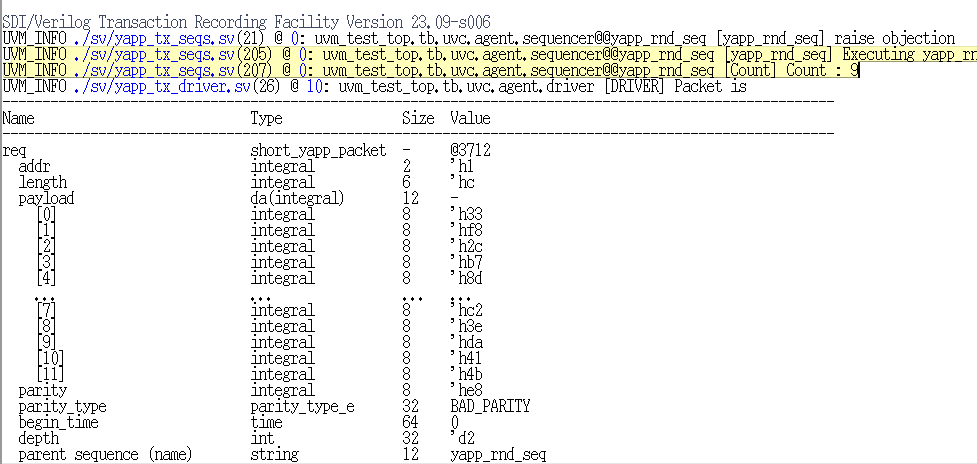 SDI/Verilog Transaction Recording Facility Version 23.09-s006
UVM_INFO ./sv/yapp_tx_seqs.sv(21) @ 0: uvm_test_top.tb.uvc.agent.sequencer@@yapp_rnd_seq [yapp_rnd_seq] raise objection
UVM_INFO ./sv/yapp_tx_seqs.sv(205) @ 0: uvm_test_top.tb.uvc.agent.sequencer@@yapp_rnd_seq [yapp_rnd_seq] Executing yapp_rn
UVM_INFO ./sv/yapp_tx_seqs.sv(207) @ 0: uvm_test_top.tb.uvc.agent.sequencer@@yapp_rnd_seq [Count] Count : 9
UVM_INFO ./sv/yapp_tx_driver.sv(26) @ 10: uvm_test_top.tb.uvc.agent.driver [DRIVER] Packet is
--------------------------------------------------------------------------------------------------------
Name Type Size Value
--------------------------------------------------------------------------------------------------------
req short_yapp_packet - @3712
addr integral 2 'h1
length integral 6 'hc
payload da(integral) 12 -
[0] integral 8 'h33
[1] integral 8 'hf8
[2] integral 8 'h2c
[3] integral 8 'hb7
[4] integral 8 'h8d
... ... ... ...
[7] integral 8 'hc2
[8] integral 8 'h3e
[9] integral 8 'hda
[10] integral 8 'h41
[11] integral 8 'h4b
parity integral 8 'he8
parity_type parity_type_e 32 BAD_PARITY
begin_time time 64 0
depth int 32 'd2
parent sequence (name) string 12 yapp_rnd_seq